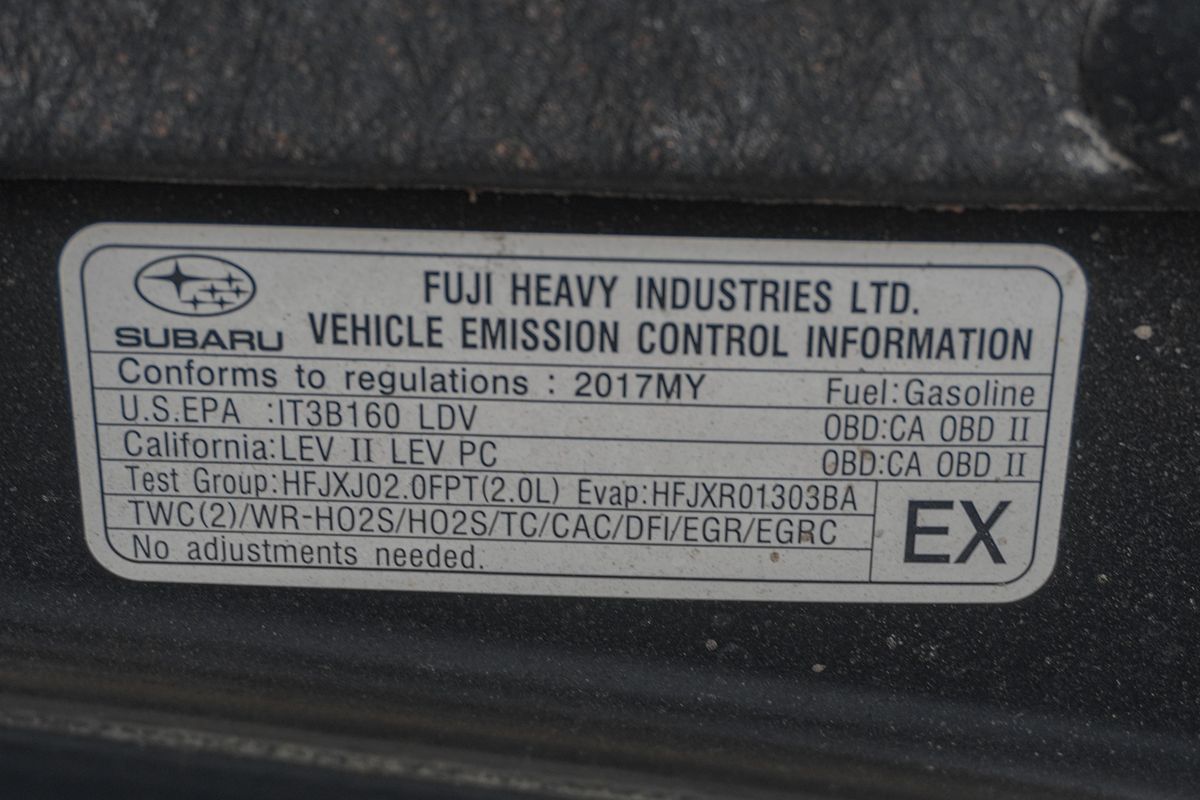 FUJI HEAVY INDUSTRIES LTD.
SUBARU VEHICLE EMISSION CONTROL INFORMATION
Conforms to regulations : 2017MY Fuel:Gasoline
U.S.EPA :IT3B160 LDV OBD:CA OBD II
California:LEV II LEV PC OBD:CA OBD II
Test Group:HFJXJ02.0FPT(2.0L) Evap:HFJXR01303BA
TWC(2)/WR-HO2S/HO2S/TC/CAC/DFI/EGR/EGRC
No adjustments needed.
EX